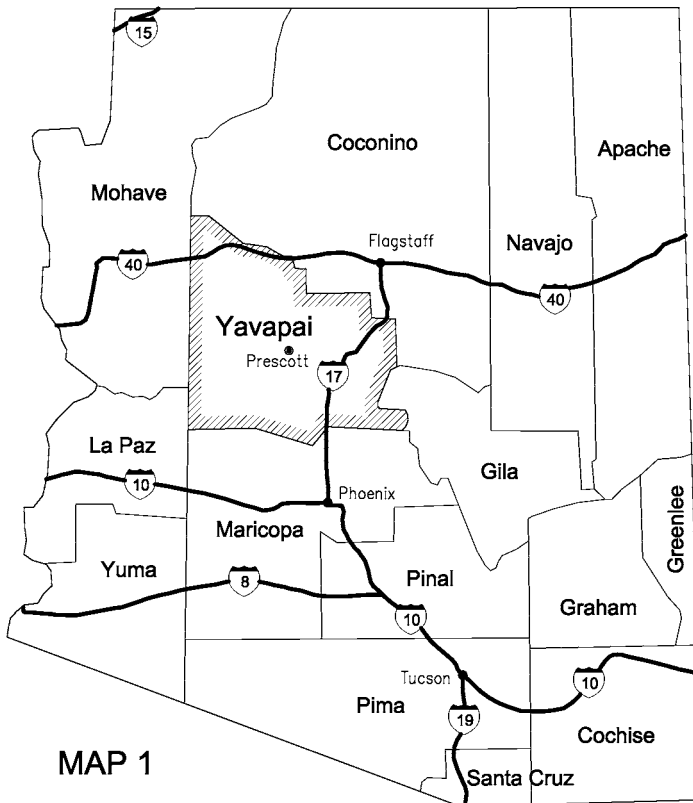 15
Coconino
Apache
Mohave
Flagstaff
Navajo
40
40
Yavapai
Prescott
17
La Paz
10
Gila
Phoenix
Greenlee
Maricopa
Yuma
8
Pinal
Graham
10
Tucson
10
Pima
19
Cochise
MAP 1
Santa Cruz